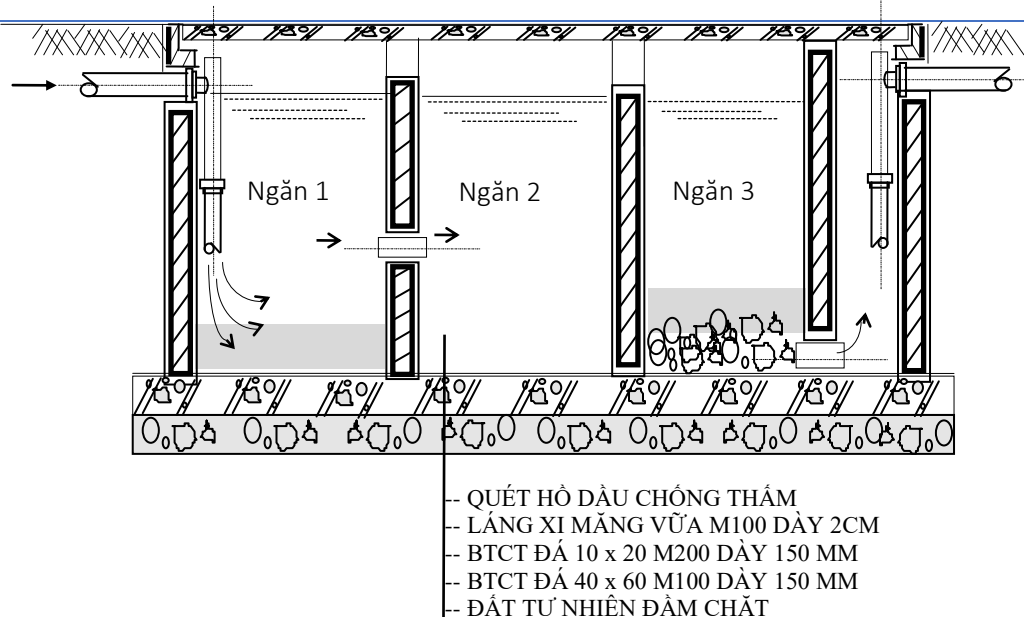 Ngăn 1
Ngăn 2
Ngăn 3
-- QUÉT HỒ DẦU CHỐNG THẤM
-- LÁNG XI MĂNG VỮA M100 DÀY 2CM
-- BTCT ĐÁ 10 x 20 M200 DÀY 150 MM
-- BTCT ĐÁ 40 x 60 M100 DÀY 150 MM
-- ĐẤT TỰ NHIÊN ĐẦM CHẶT